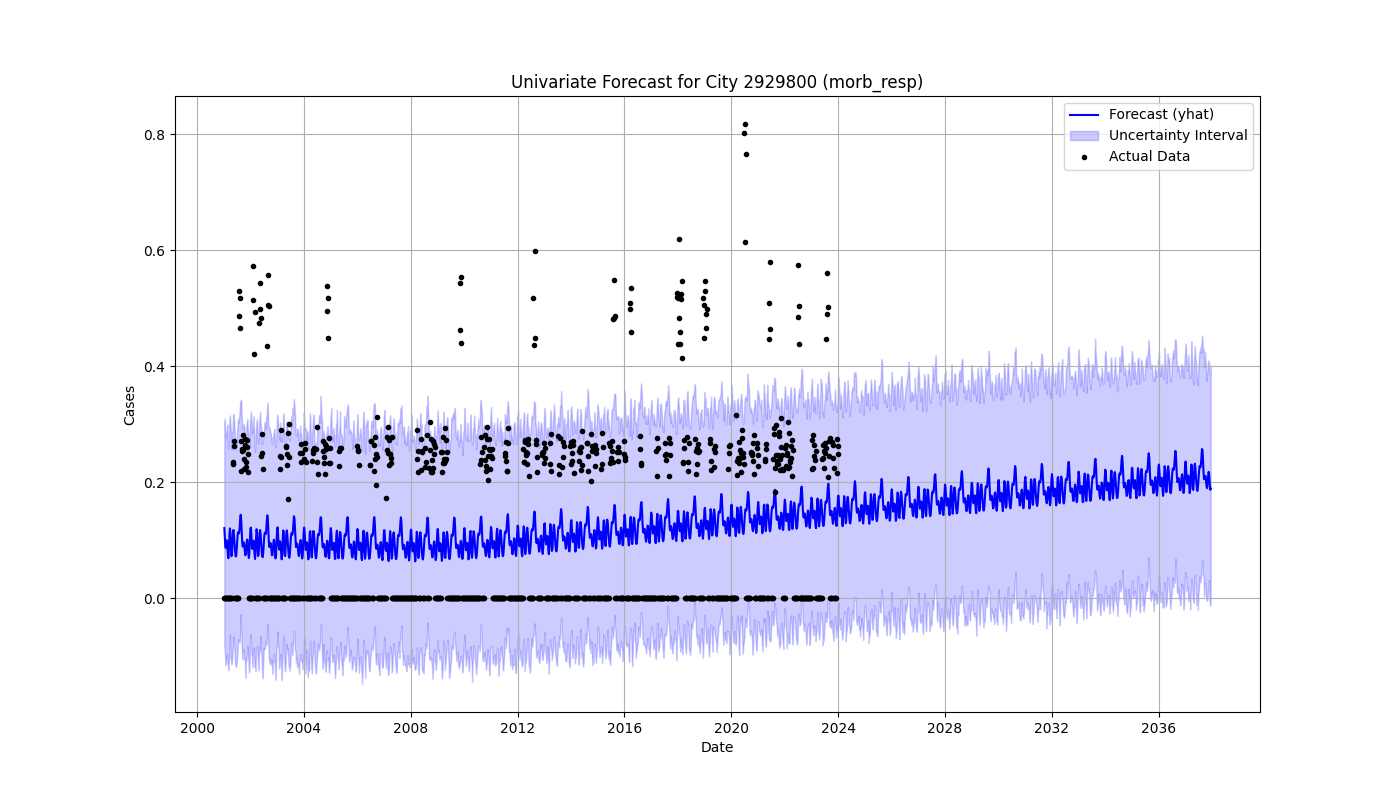 Univariate Forecast for City 2929800 (morb_resp)
Forecast (yhat)
Uncertainty Interval
Actual Data
Cases
0.8
0.6
0.4
0.2
0.0
2000 2004 2008 2012 2016 2020 2024 2028 2032 2036
Date